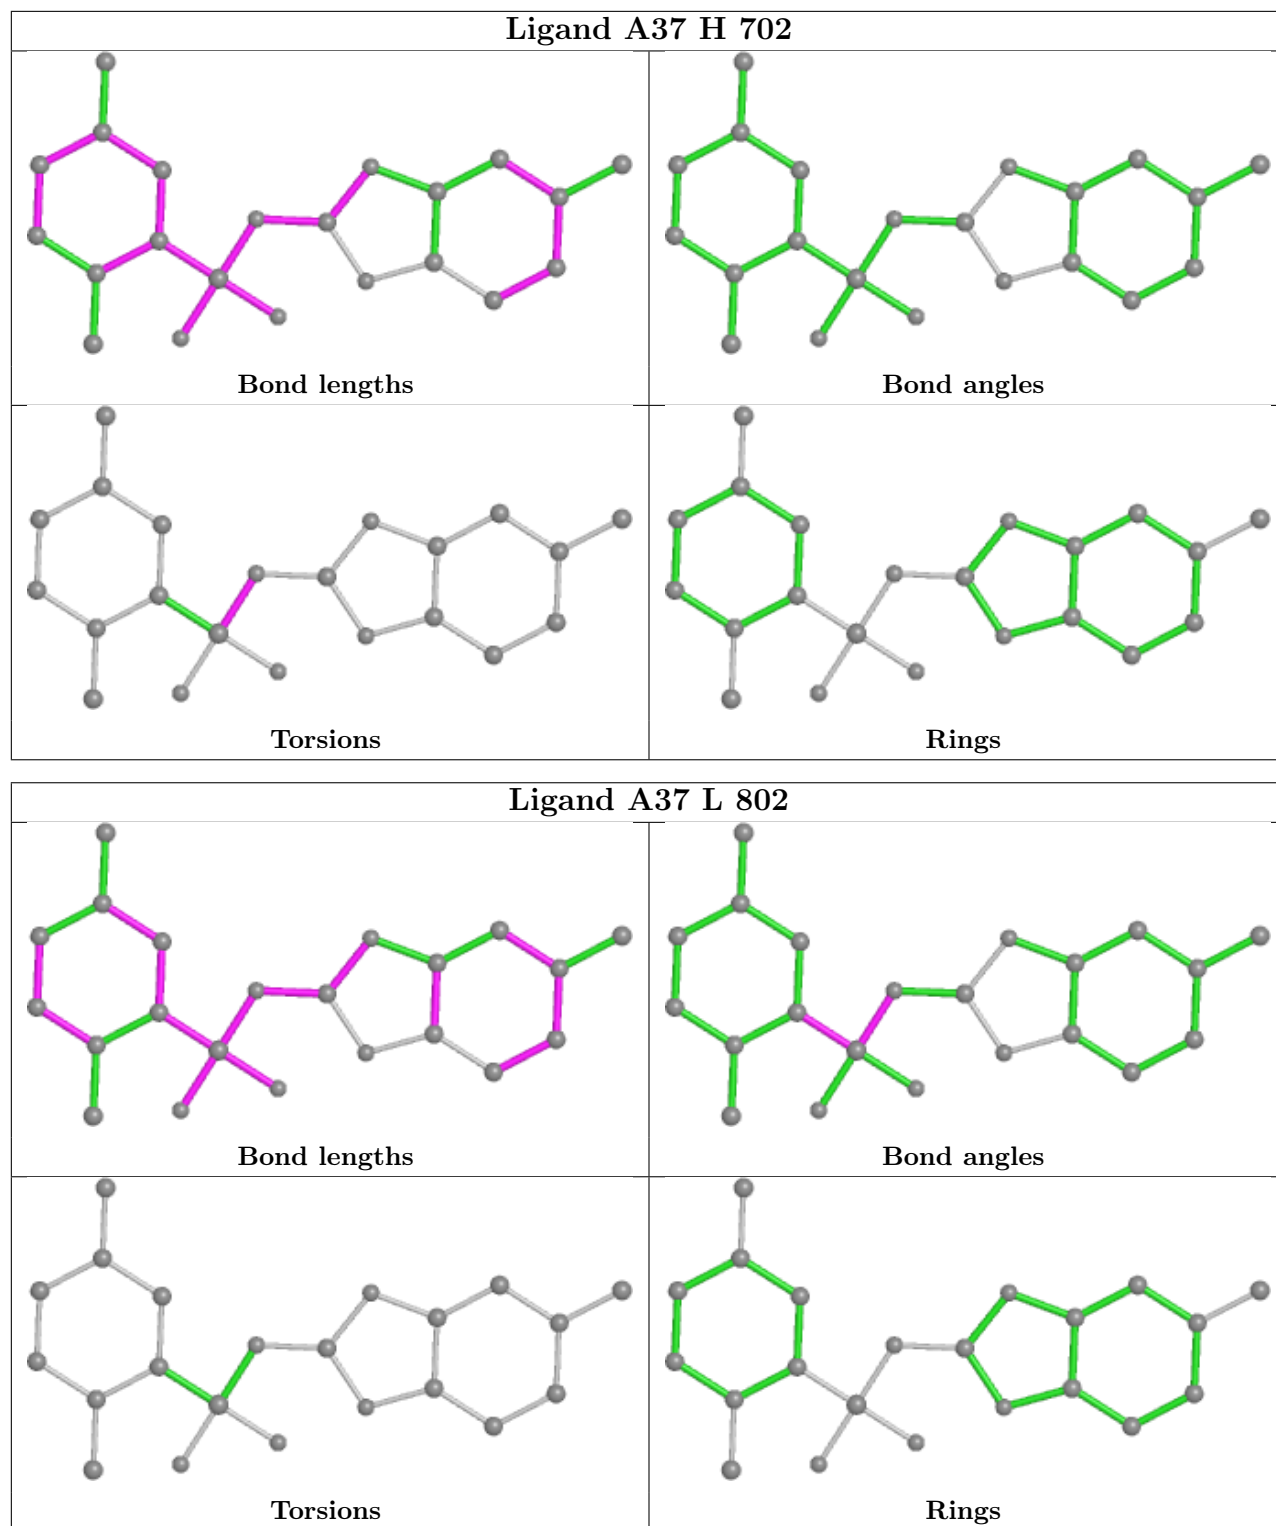 Ligand A37 H 702
Bond lengths
Bond angles
Torsions
Rings
Ligand A37 L 802
Bond lengths
Bond angles
Torsions
Rings